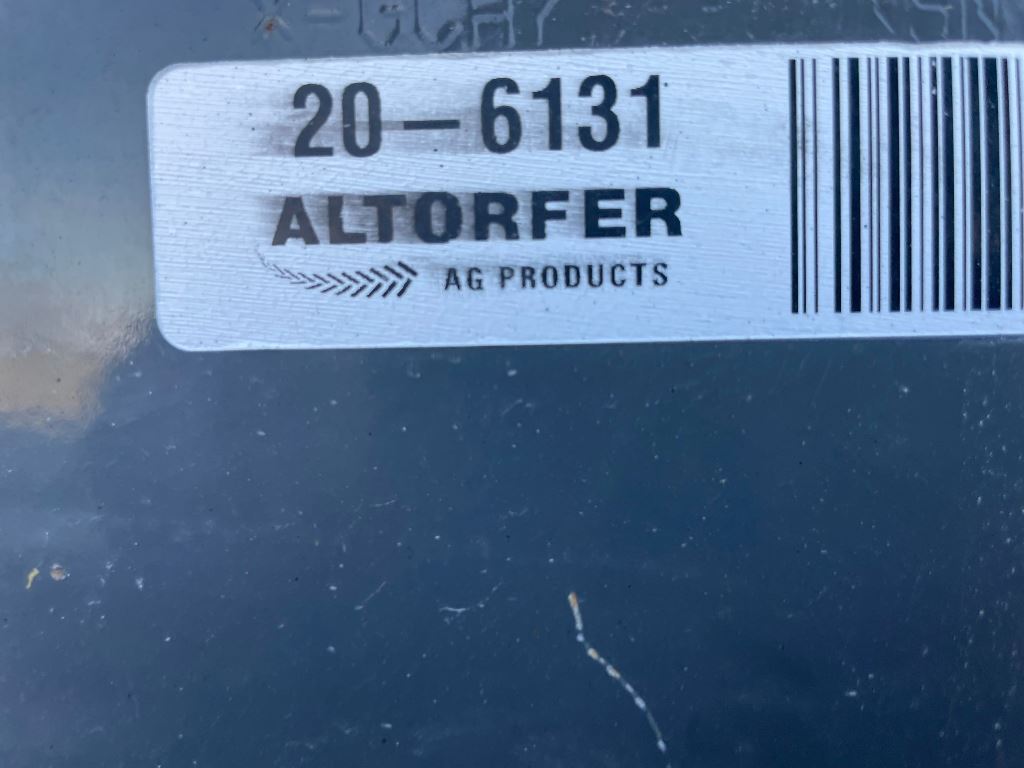 20-6131
ALTORFER
AG PRODUCTS